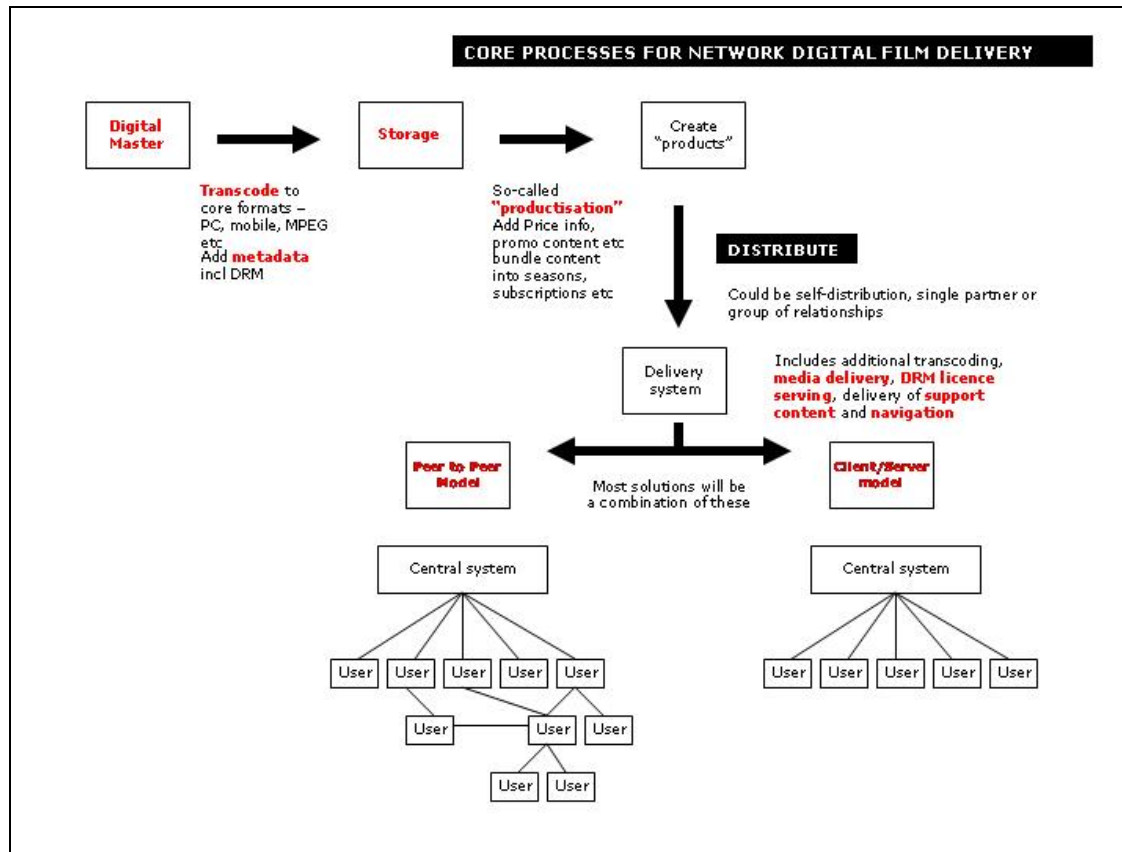 CORE PROCESSES FOR NETWORK DIGITAL FILM DELIVERY
Digital
Master
Storage
Create
“products”
Transcode to
core formats –
PC, mobile, MPEG
etc
Add metadata
incl DRM
So-called
“productisation”
Add Price info,
promo content etc
bundle content
into seasons,
subscriptions etc
DISTRIBUTE
Could be self-distribution, single partner or
group of relationships
Delivery
system
Includes additional transcoding,
media delivery, DRM licence
serving, delivery of support
content and navigation
Peer to Peer
Model
Most solutions will be
a combination of these
Client/Server
model
Central system
User User User User User
User User User
User User
Central system
User User User User User